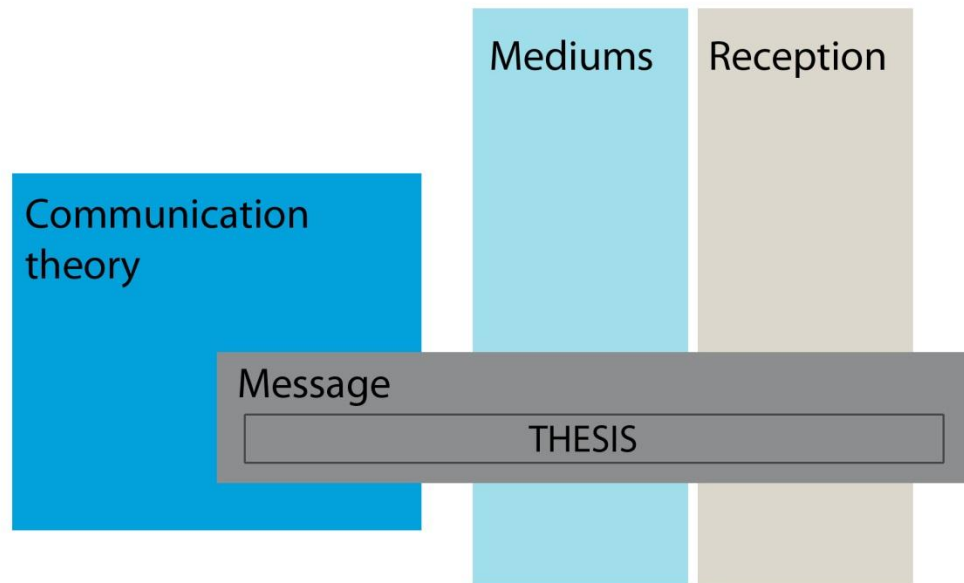 Mediums
Reception
Communication
theory
Message
THESIS